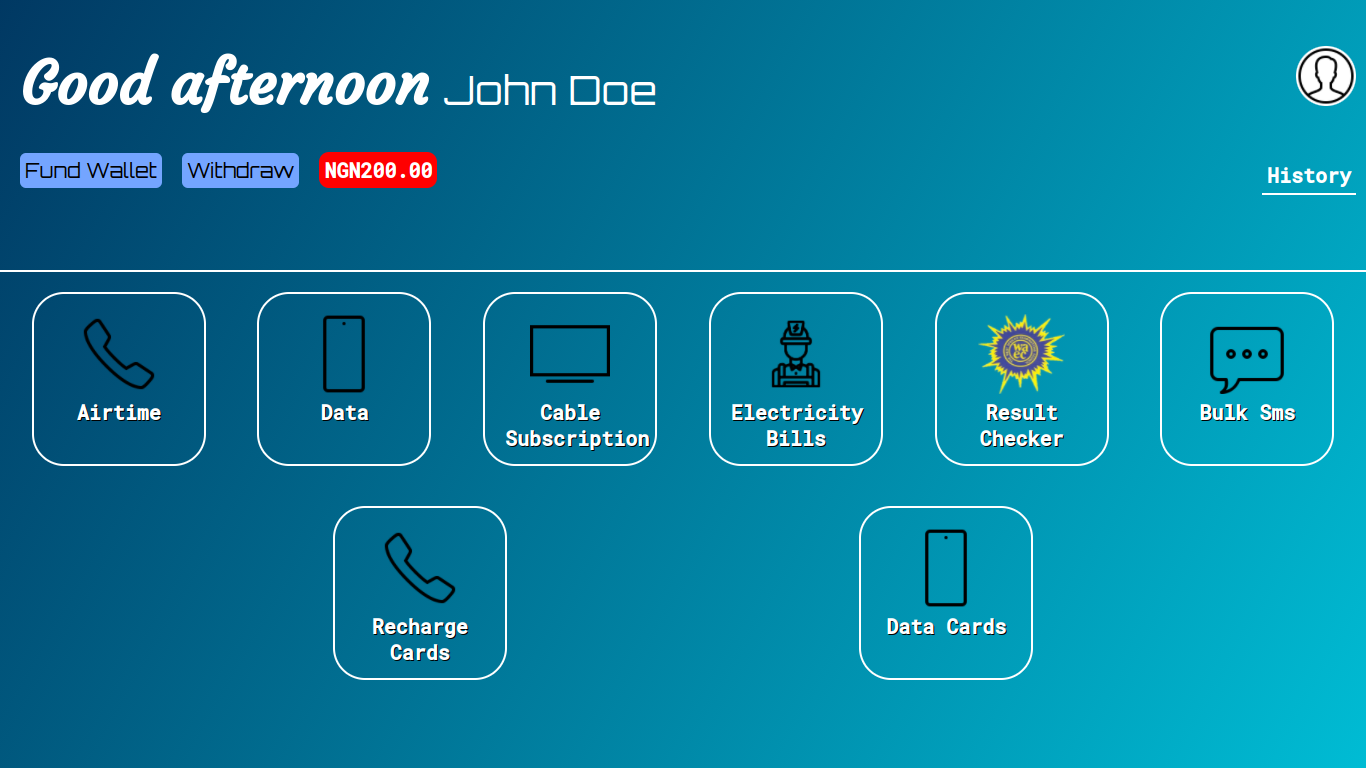 Good afternoon John Doe
Fund Wallet Withdraw NGN200.00
History
Airtime
Data
Cable
Subscription
Electricity
Bills
waec
Result
Checker
Bulk Sms
Recharge
Cards
Data Cards